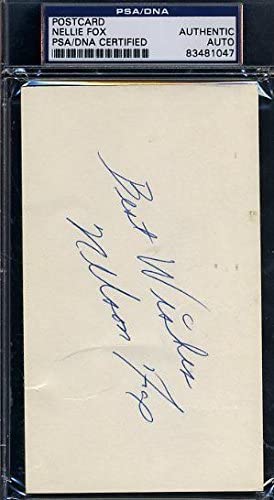 PSA/DNA
POSTCARD
NELLIE FOX
PSA/DNA CERTIFIED
AUTHENTIC
AUTO
83481047
Best Wishes
Nelson Fox